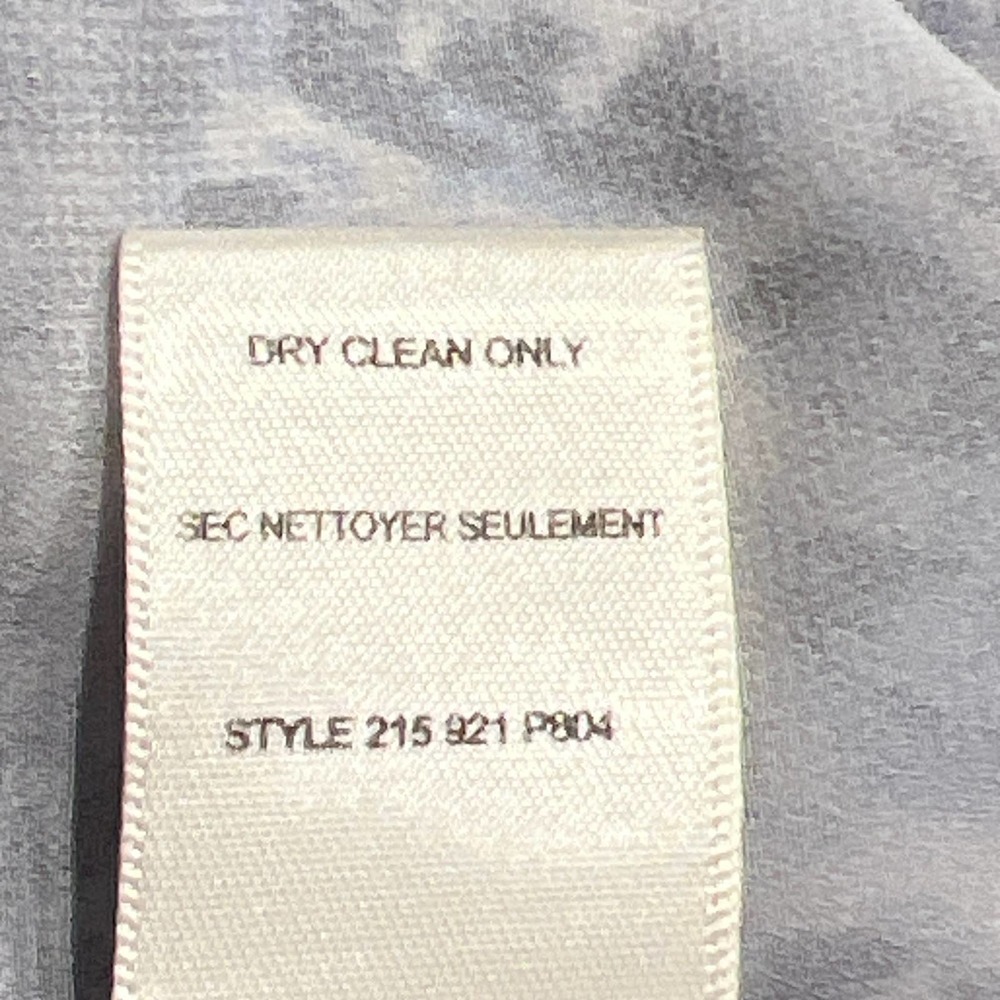 DRY CLEAN ONLY
SEC NETTOYER SEULEMENT
STYLE 215 921 P804